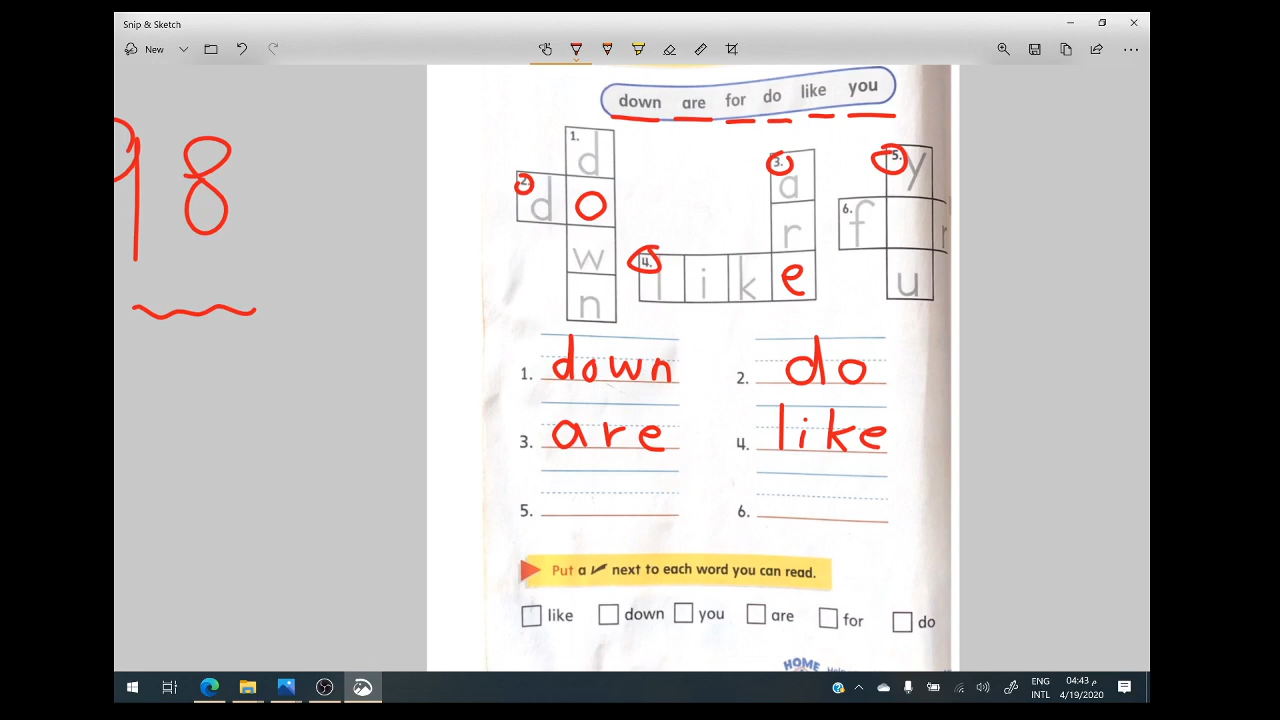 Snip & Sketch
New
down are for do like you
98
1. d
2. d o
w
n
3. a
r
4. l i k e
5. y
6. f r
u
1. down
2. do
3. are
4. like
5.
6.
Put a ✓ next to each word you can read.
like down you are for do
HOME
ENG
INTL
04:43 م
4/19/2020